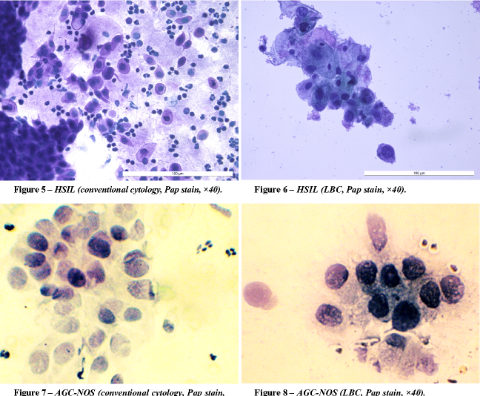 Figure 5 – HSIL (conventional cytology, Pap stain, ×40).
Figure 6 – HSIL (LBC, Pap stain, ×40).
Figure 7 – AGC-NOS (conventional cytology, Pap stain,
Figure 8 – AGC-NOS (LBC, Pap stain, ×40).